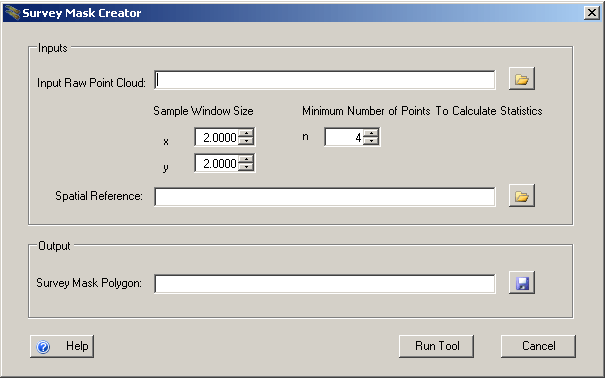 Survey Mask Creator
Inputs
Input Raw Point Cloud:
Sample Window Size
Minimum Number of Points To Calculate Statistics
x 2.0000
n 4
y 2.0000
Spatial Reference:
Output
Survey Mask Polygon:
Help
Run Tool
Cancel